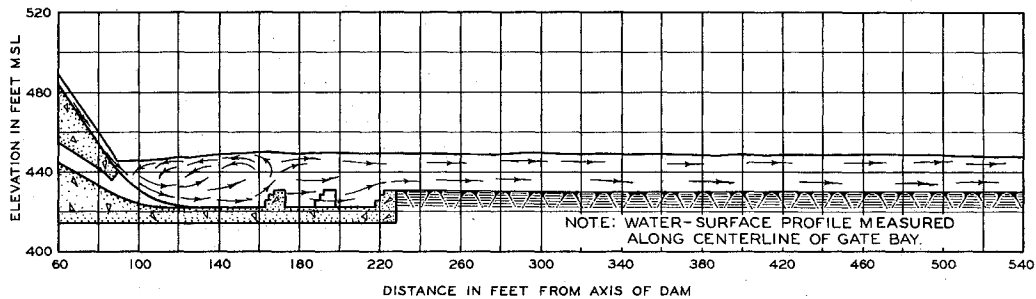 520
480
440
400
ELEVATION IN FEET M.S.L.
NOTE: WATER-SURFACE PROFILE MEASURED
ALONG CENTERLINE OF GATE BAY.
60 100 140 180 220 260 300 340 380 420 460 500 540
DISTANCE IN FEET FROM AXIS OF DAM